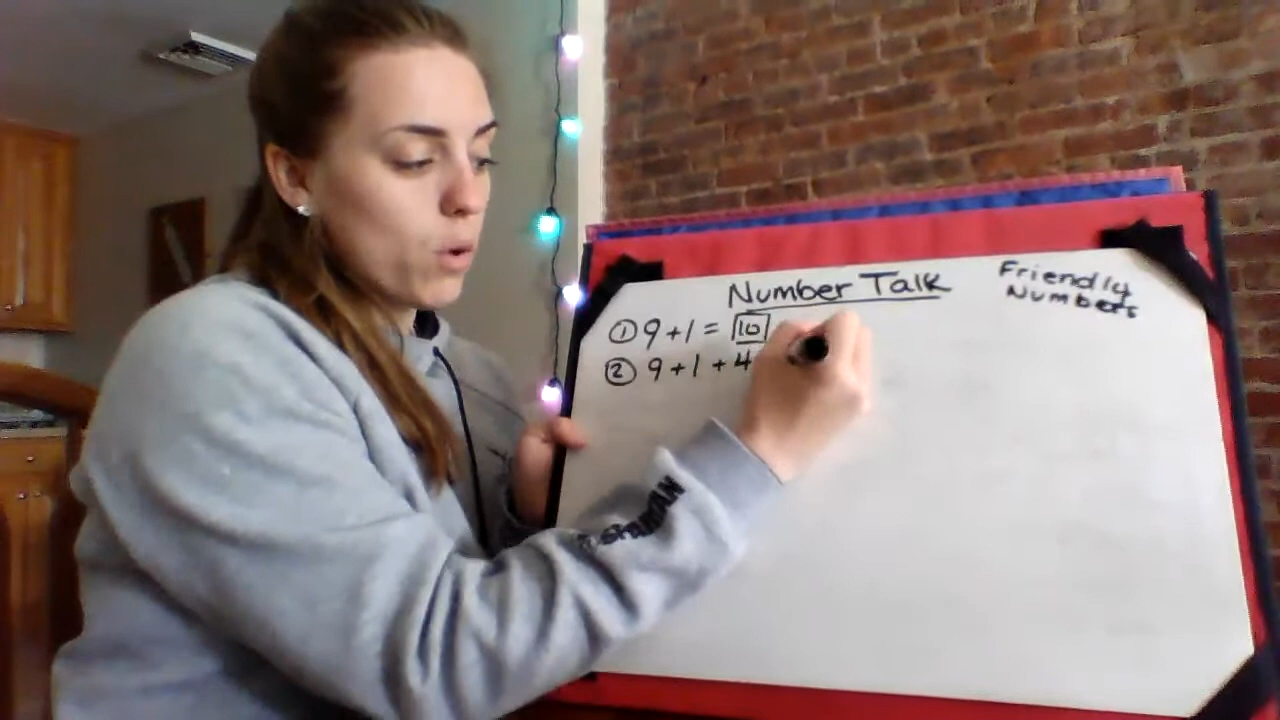 Number Talk
Friendly
Numbers
① 9 + 1 = 10
② 9 + 1 + 4